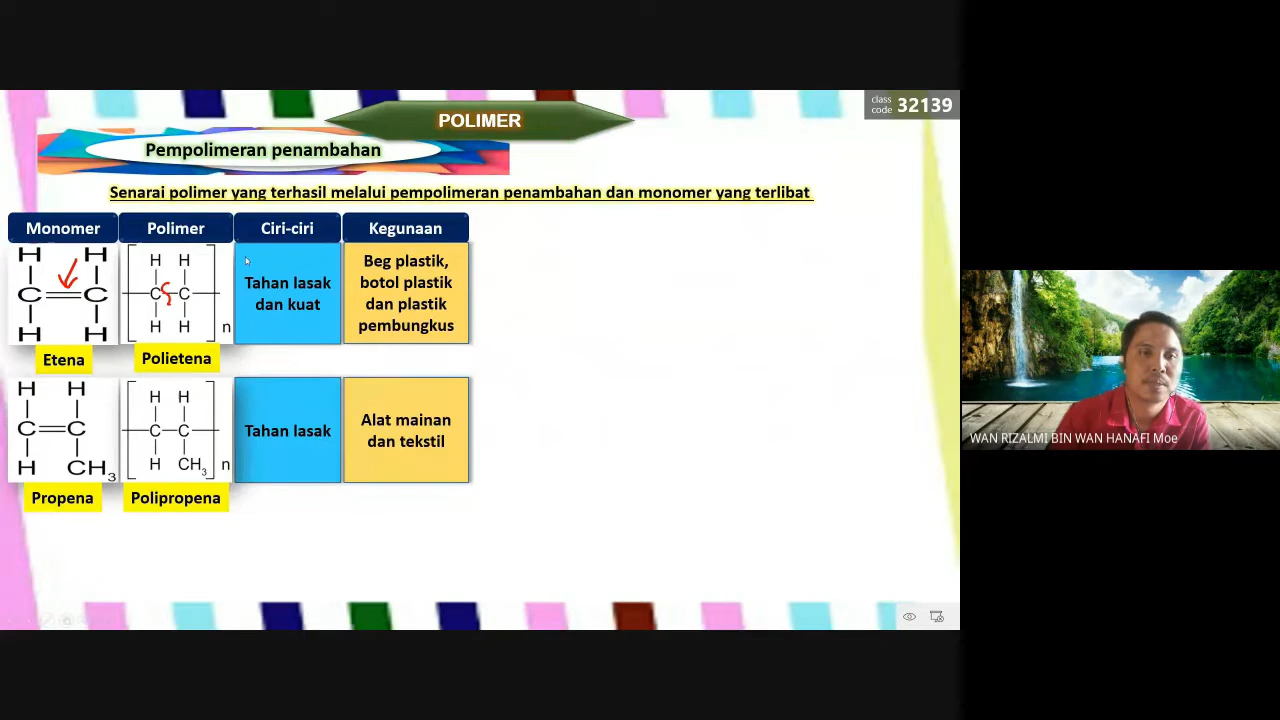 class
code 32139
POLIMER
Pempolimeran penambahan
Senarai polimer yang terhasil melalui pempolimeran penambahan dan monomer yang terlibat
Monomer Polimer Ciri-ciri Kegunaan
H H
C C
H H
Etena
H H
C C
H H n
Polietena
Tahan lasak
dan kuat
Beg plastik,
botol plastik
dan plastik
pembungkus
H H
C C
H CH3
Propena
H H
C C
H CH3 n
Polipropena
Tahan lasak
Alat mainan
dan tekstil
WAN RIZALMI BIN WAN HANAFI Moe